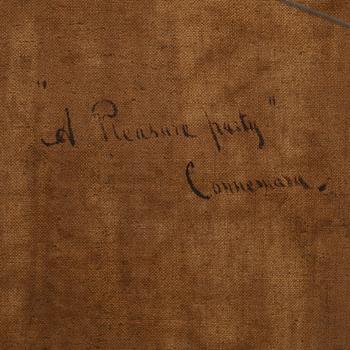 "A Pleasure party"
Connemara.